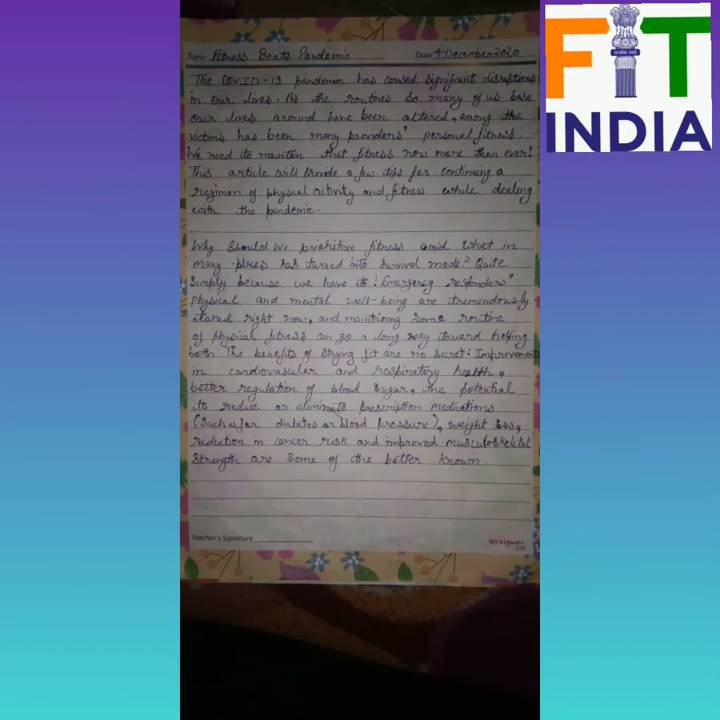 Topic Fitness Beats Pandemic Date 4 December 2020
The COVID-19 pandemic has caused significant disruptions
in our lives. As the routines so many of us base
our lives around have been altered, among the
victims has been many providers' personal fitness.
We need to maintan that fitness now more than ever!
This article will provide a few tips for continuing a
regimen of physical activity and fitness while dealing
with the pandemic.
Why should we prioritize fitness amid what in
many places has turned into survival mode? Quite
simply because we have to! Emergency responders'
physical and mental well-being are tremendously
right now, and maintining some routine
of physical fitness can go a long way toward helping
both. The benefits of staying fit are no secret: Improvements
in cardiovascular and respiratory health,
better regulation of blood sugar, the potential
to reduce or eliminate prescription medications
(such as for diabetes or blood pressure), weight loss,
reduction in cancer risk and improved musculoskeletal
strength are some of the better known.
Teacher's Signature
FIT
INDIA